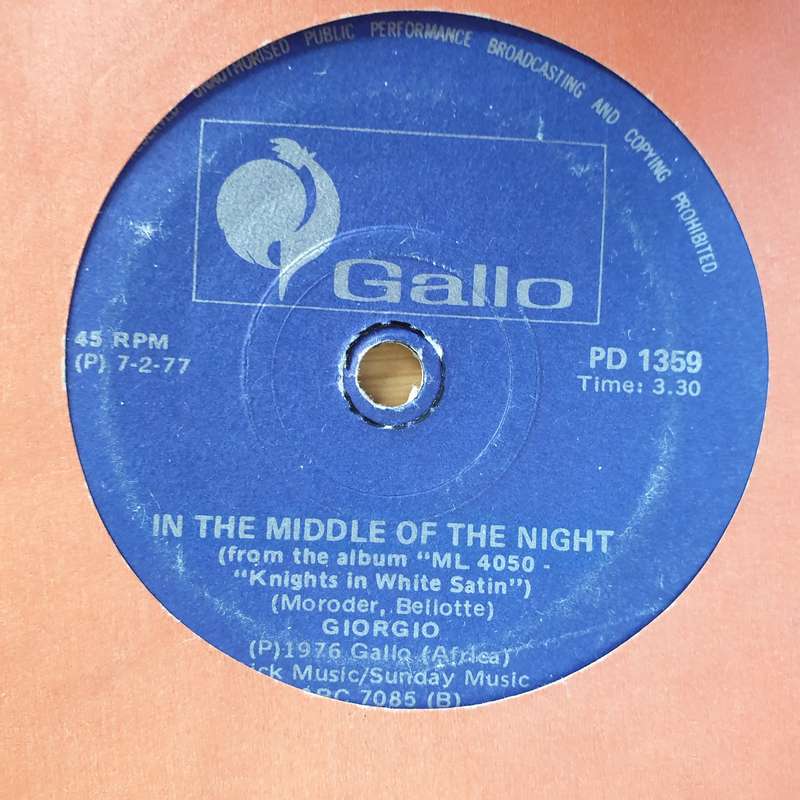 UNAUTHORISED PUBLIC PERFORMANCE BROADCASTING AND COPYING PROHIBITED.
Gallo
45 RPM
(P) 7-2-77
PD 1359
Time: 3.30
IN THE MIDDLE OF THE NIGHT
(from the album "ML 4050 -
"Knights in White Satin")
(Moroder, Bellotte)
GIORGIO
(P)1976 Gallo (Africa)
ick Music/Sunday Music
7085 (B)